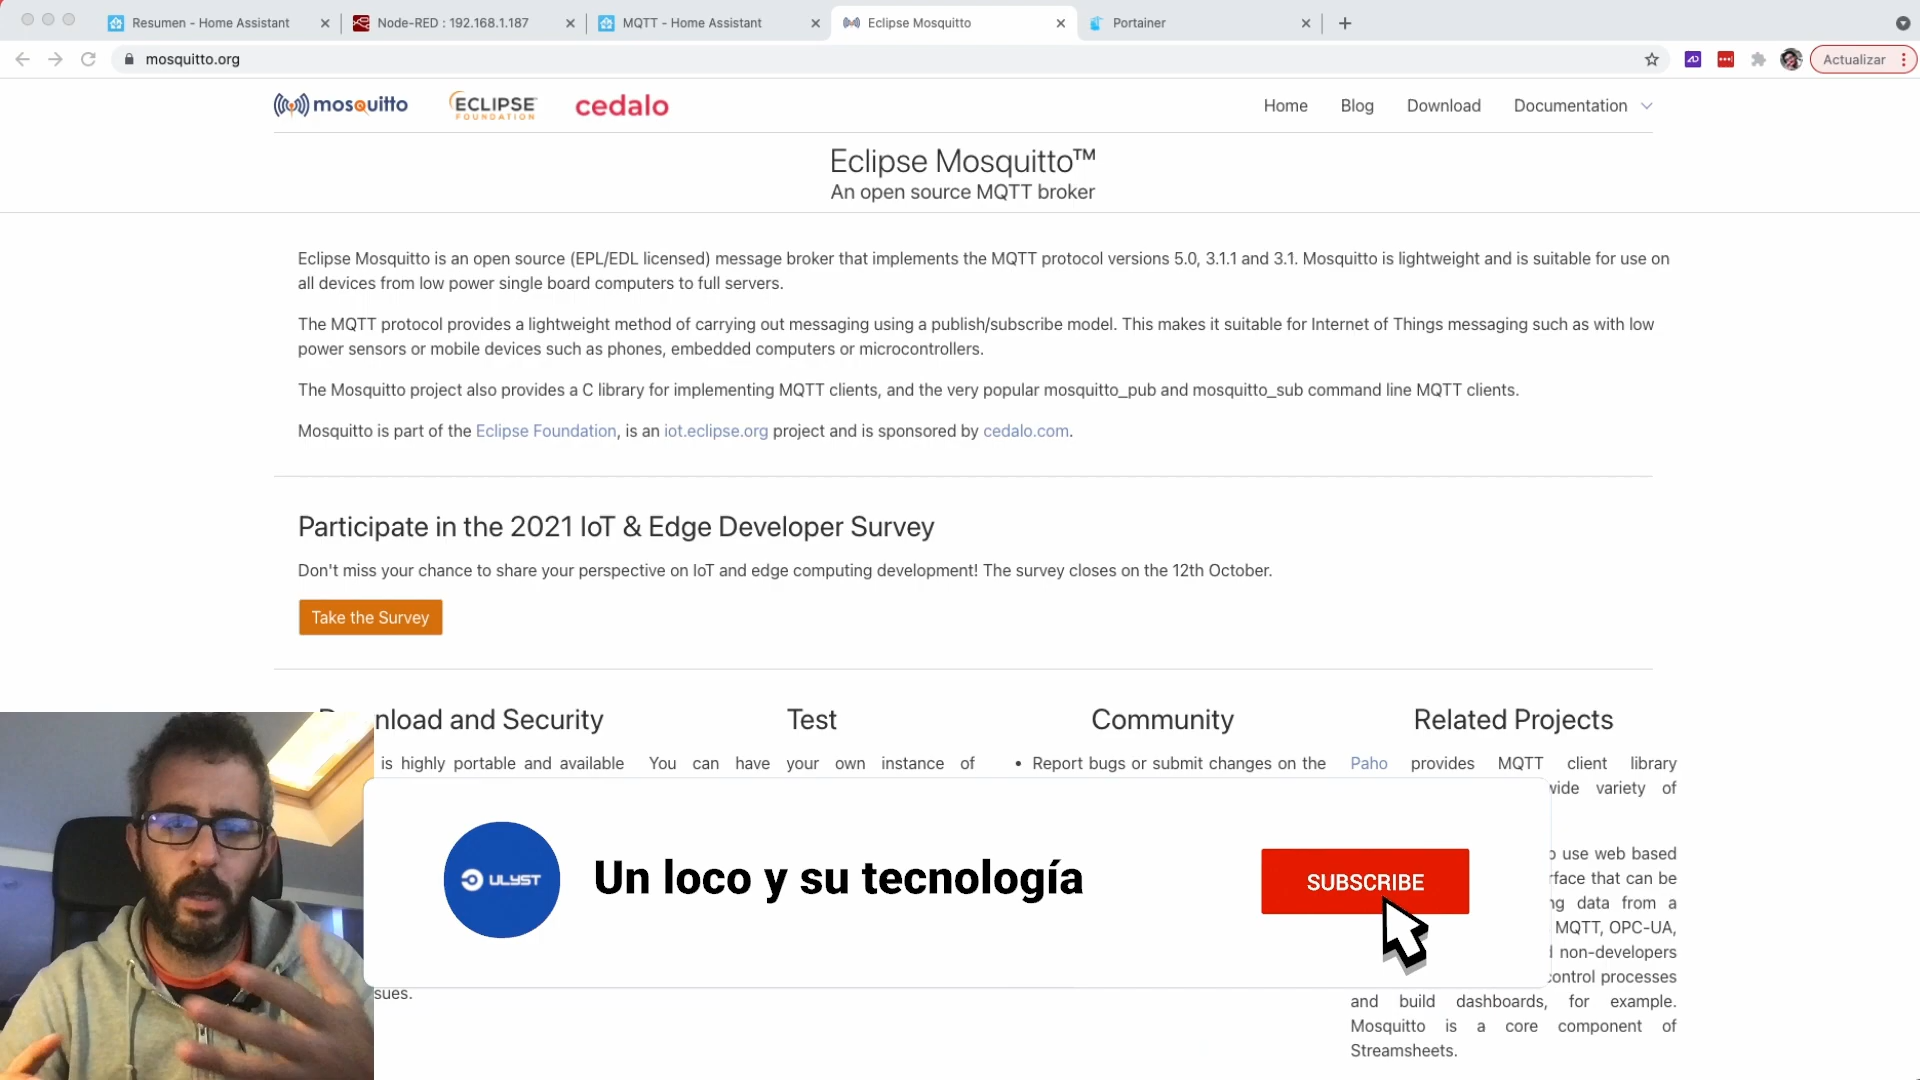 Resumen - Home Assistant
Node-RED : 192.168.1.187
MQTT - Home Assistant
Eclipse Mosquitto
Portainer
mosquitto.org
Actualizar
mosquitto
ECLIPSE
FOUNDATION
cedalo
Home
Blog
Download
Documentation
Eclipse Mosquitto™
An open source MQTT broker
Eclipse Mosquitto is an open source (EPL/EDL licensed) message broker that implements the MQTT protocol versions 5.0, 3.1.1 and 3.1. Mosquitto is lightweight and is suitable for use on
all devices from low power single board computers to full servers.
The MQTT protocol provides a lightweight method of carrying out messaging using a publish/subscribe model. This makes it suitable for Internet of Things messaging such as with low
power sensors or mobile devices such as phones, embedded computers or microcontrollers.
The Mosquitto project also provides a C library for implementing MQTT clients, and the very popular mosquitto_pub and mosquitto_sub command line MQTT clients.
Mosquitto is part of the Eclipse Foundation, is an iot.eclipse.org project and is sponsored by cedalo.com.
Participate in the 2021 IoT & Edge Developer Survey
Don't miss your chance to share your perspective on IoT and edge computing development! The survey closes on the 12th October.
Take the Survey
nload and Security
is highly portable and available
sues.
Test
You can have your own instance of
Community
• Report bugs or submit changes on the
Related Projects
Paho provides MQTT client library
wide variety of
use web based
rface that can be
ng data from a
MQTT, OPC-UA,
non-developers
control processes
and build dashboards, for example.
Mosquitto is a core component of
Streamsheets.
ULYST
Un loco y su tecnología
SUBSCRIBE